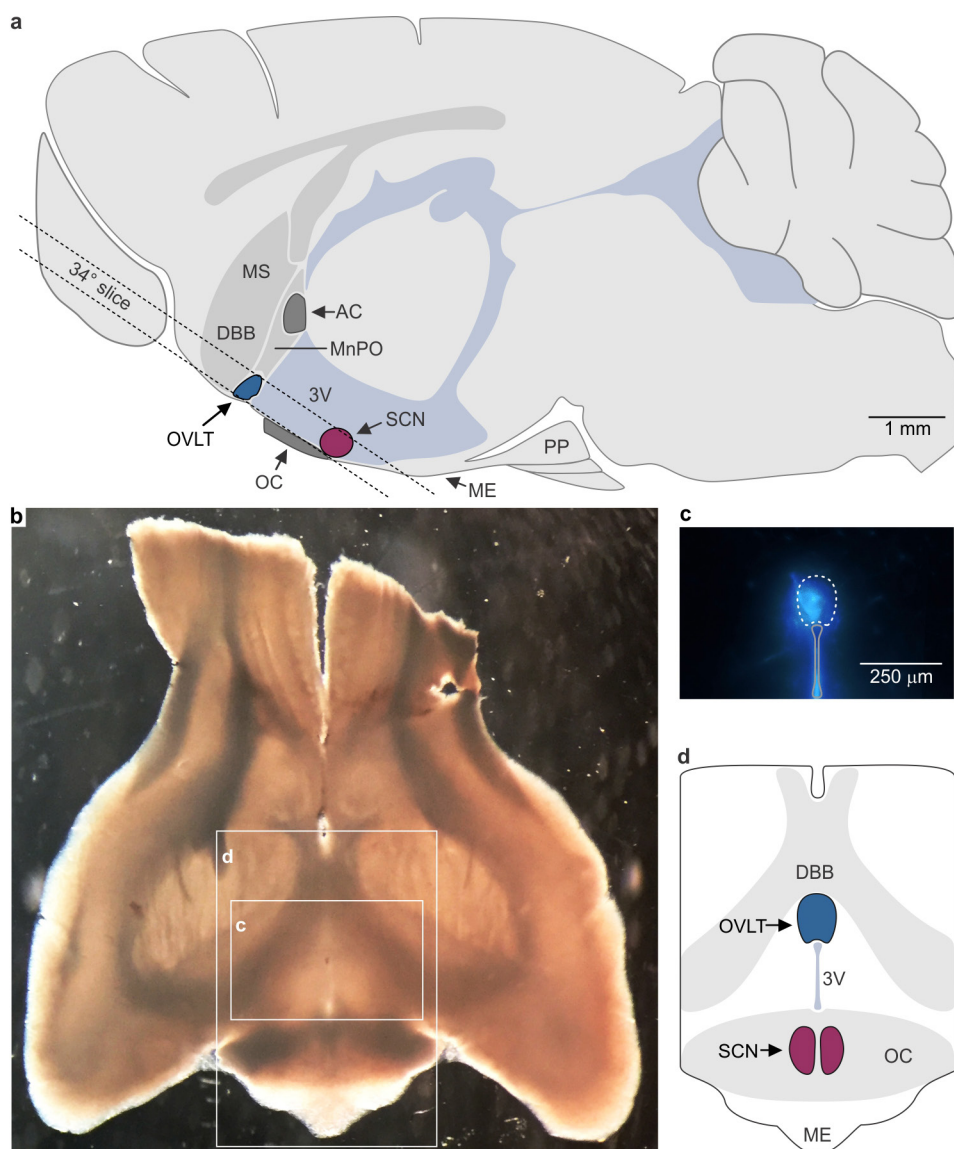 a
34° slice
MS
DBB
AC
MnPO
3V
OVLT
SCN
OC
ME
PP
1 mm
b
d
c
c
250 μm
d
DBB
OVLT
3V
SCN
OC
ME